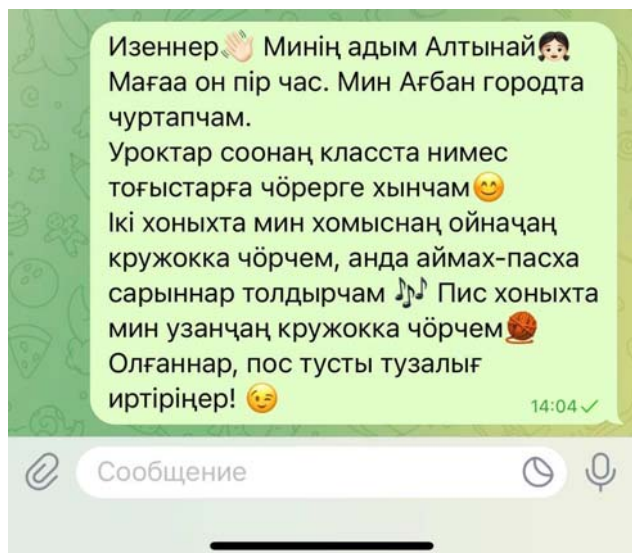 Изеннер👋🏻 Минің адым Алтынай👧🏻
Мағаа он пір час. Мин Ағбан городта
чуртапчам.
Уроктар соонаң класста нимес
тоғыстарға чӧрерге хынчам😊
Ікі хоныхта мин хомыснаң ойнаӌаң
кружокка чӧрчем, анда аймах-пасха
сарыннар толдырчам 🎶 Пис хоныхта
мин узанӌаң кружокка чӧрчем🧶
Олғаннар, пос тусты тузалығ
иртіріңер! 😉
14:04
Сообщение